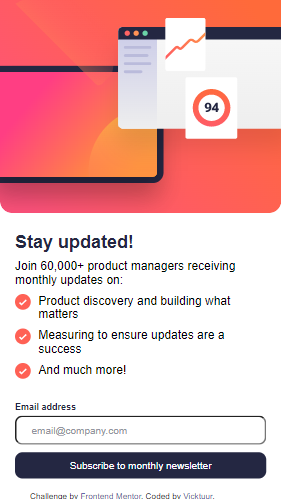 94
Stay updated!
Join 60,000+ product managers receiving
monthly updates on:
Product discovery and building what
matters
Measuring to ensure updates are a
success
And much more!
Email address
email@company.com
Subscribe to monthly newsletter
Challenge by Frontend Mentor. Coded by Vicktuur.